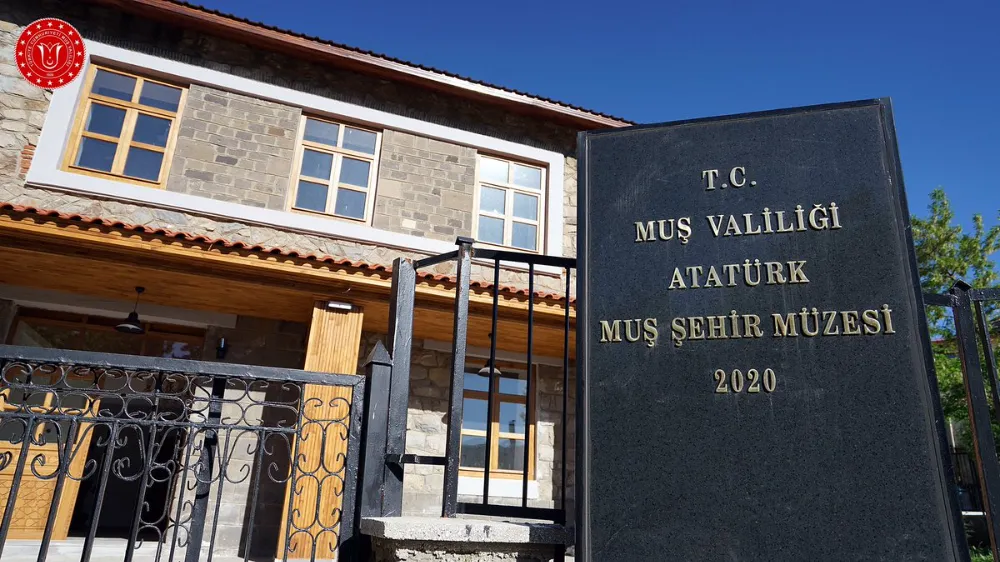 T.C.
MUŞ VALİLİĞİ
ATATÜRK
MUŞ ŞEHİR MÜZESİ
2020